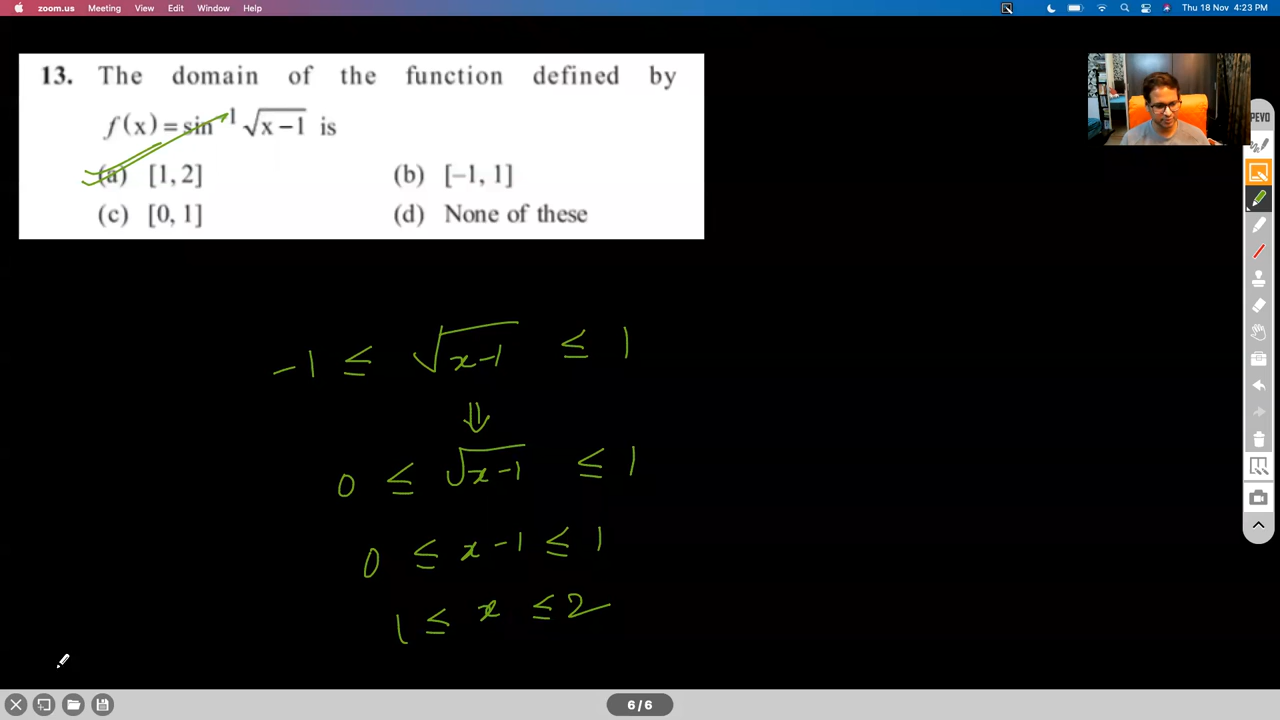 zoom.us Meeting View Edit Window Help Thu 18 Nov 4:23 PM
13. The domain of the function defined by
f(x) = sin⁻¹ √(x–1) is
(a) [1, 2] (b) [–1, 1]
(c) [0, 1] (d) None of these
-1 ≤ √(x-1) ≤ 1
⇓
0 ≤ √(x-1) ≤ 1
0 ≤ x-1 ≤ 1
1 ≤ x ≤ 2
6 / 6